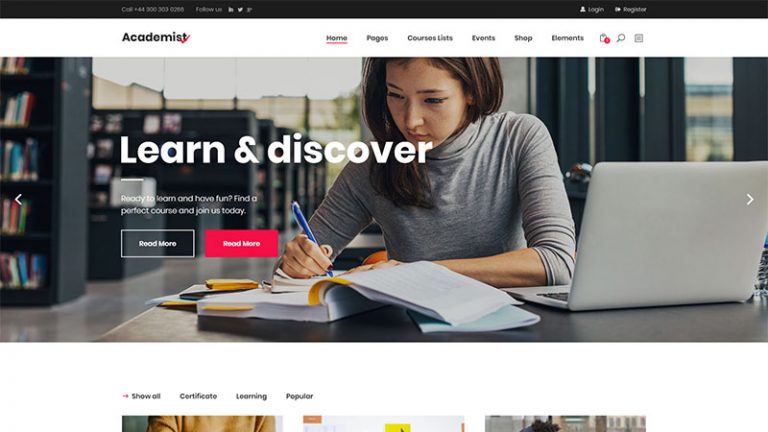 Call +44 300 303 0266 Follow us:
Login Register
Academist
Home Pages Courses Lists Events Shop Elements
Learn & discover
Ready to learn and have fun? Find a
perfect course and join us today.
Read More Read More
Show all Certificate Learning Popular